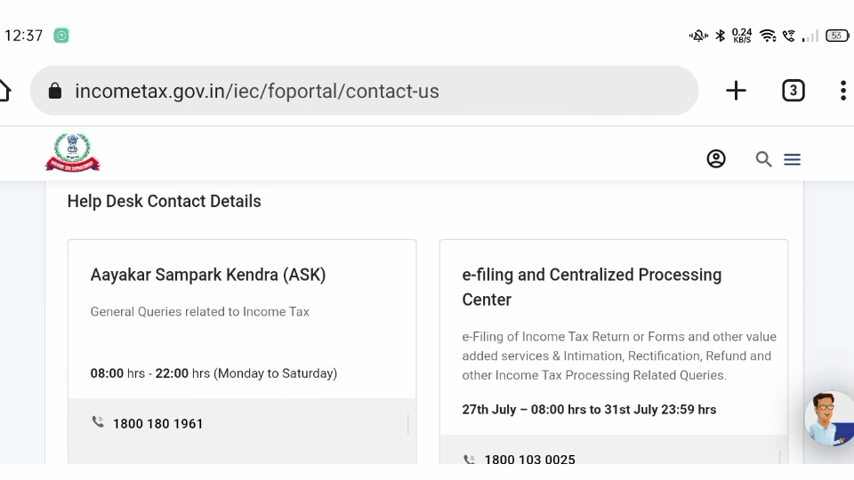 12:37
0.24
KB/S
53
incometax.gov.in/iec/foportal/contact-us
3
Help Desk Contact Details
Aayakar Sampark Kendra (ASK)
General Queries related to Income Tax
08:00 hrs - 22:00 hrs (Monday to Saturday)
1800 180 1961
e-filing and Centralized Processing
Center
e-Filing of Income Tax Return or Forms and other value
added services & Intimation, Rectification, Refund and
other Income Tax Processing Related Queries.
27th July – 08:00 hrs to 31st July 23:59 hrs
1800 103 0025